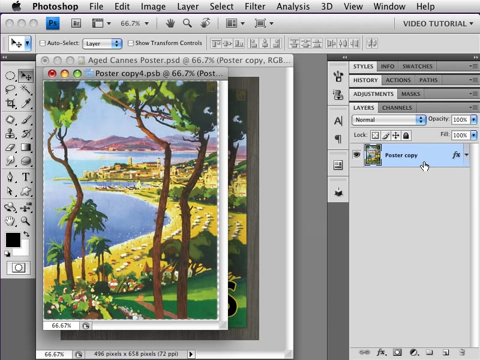 Photoshop File Edit Image Layer Select Filter Analysis 3D View Window Help
Ps 66.7% VIDEO TUTORIAL
Auto-Select: Layer Show Transform Controls
Aged Cannes Poster.psd @ 66.7% (Poster copy, RGB
Poster copy4.psb @ 66.7% (Post...
STYLES INFO SWATCHES
HISTORY ACTIONS PATHS
ADJUSTMENTS MASKS
LAYERS CHANNELS
Normal Opacity: 100%
Lock: Fill: 100%
Poster copy fx
66.67%
66.67% 496 pixels x 658 pixels (72 ppi)